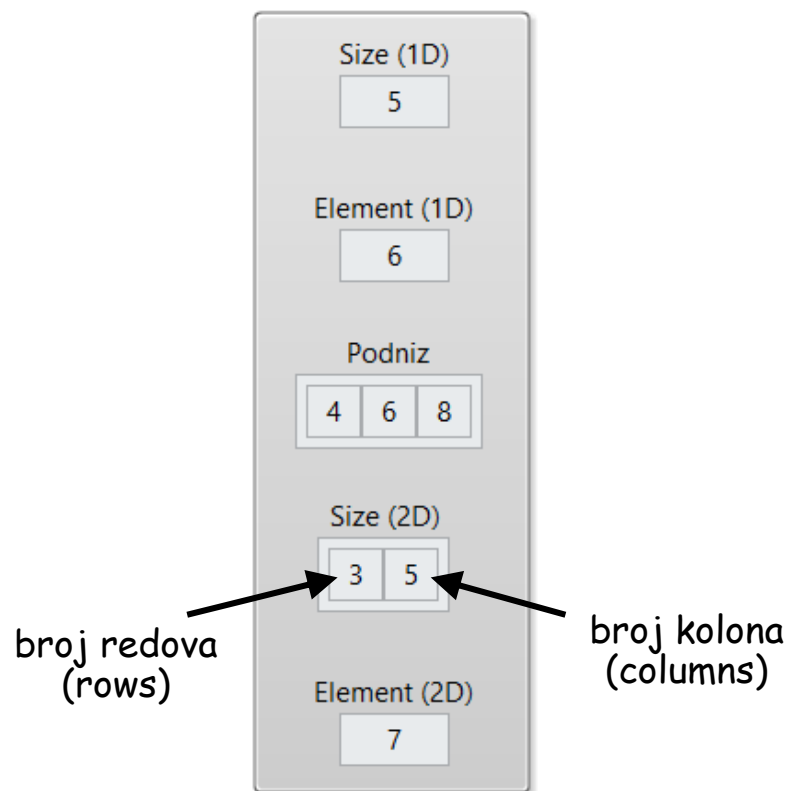 Size (1D)
5
Element (1D)
6
Podniz
4 6 8
Size (2D)
3 5
broj redova
(rows)
broj kolona
(columns)
Element (2D)
7